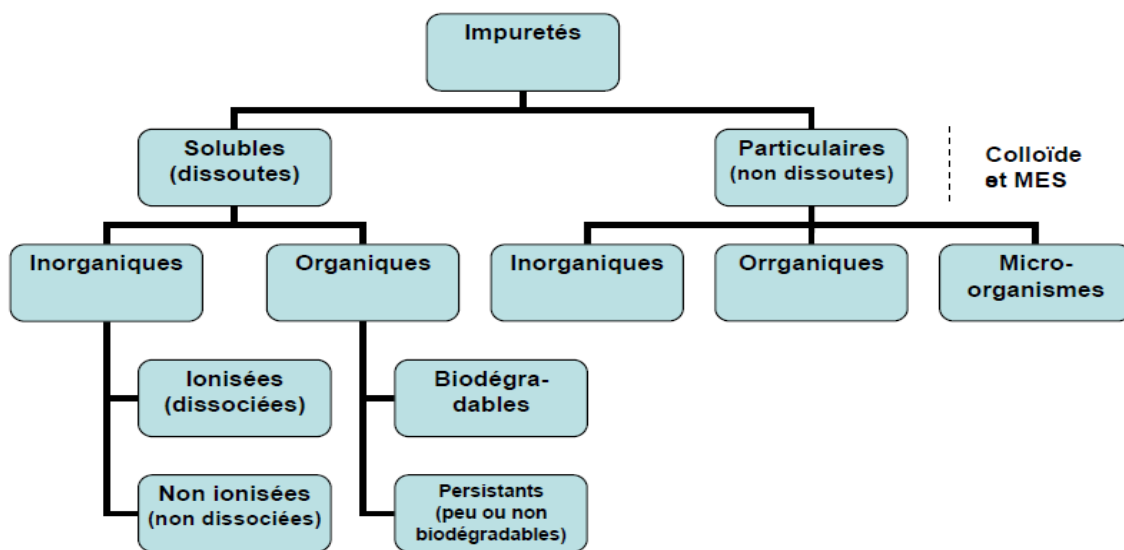 Impuretés
Solubles
(dissoutes)
Particulaires
(non dissoutes)
Colloïde
et MES
Inorganiques
Organiques
Inorganiques
Orrganiques
Micro-
organismes
Ionisées
(dissociées)
Biodégra-
dables
Non ionisées
(non dissociées)
Persistants
(peu ou non
biodégradables)